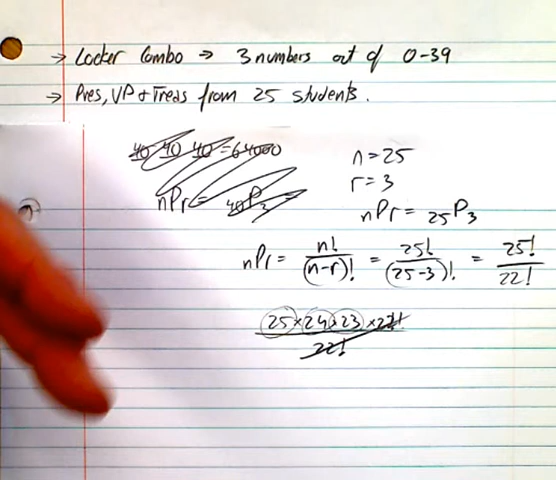 → Locker Combo → 3 numbers out of 0-39
→ Pres, VP + Treas from 25 students.
40 40 40 = 64000
nPr = 40P3 =
n = 25
r = 3
nPr = 25P3
nPr = n!/(n-r)! = 25!/(25-3)! = 25!/22!
25×24×23×22!/22!